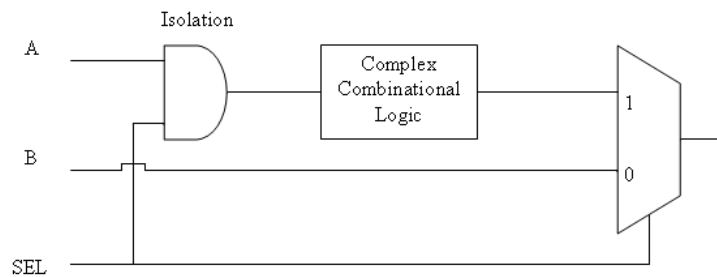 Isolation
A
Complex
Combinational
Logic
1
B
0
SEL